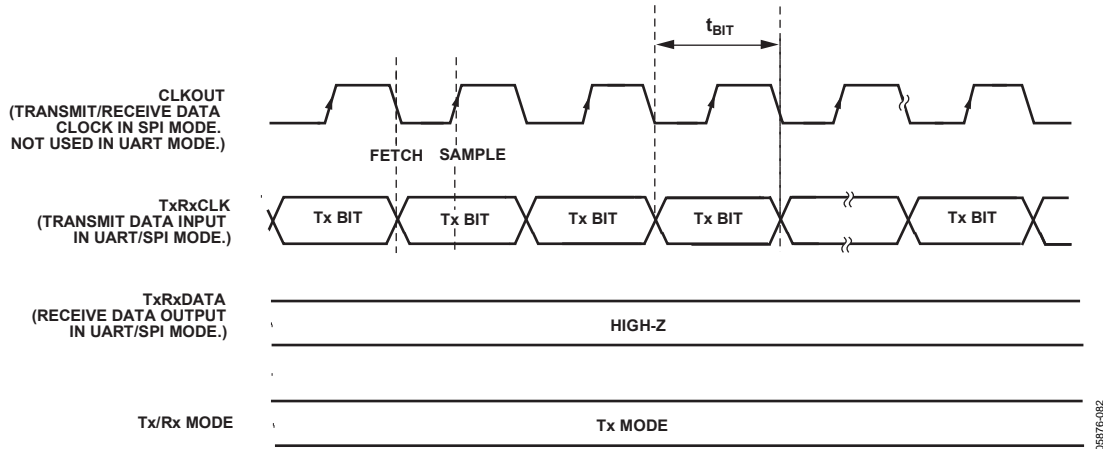 tBIT
CLKOUT
(TRANSMIT/RECEIVE DATA
CLOCK IN SPI MODE.
NOT USED IN UART MODE.)
FETCH SAMPLE
TxRxCLK
(TRANSMIT DATA INPUT
IN UART/SPI MODE.)
Tx BIT Tx BIT Tx BIT Tx BIT Tx BIT
TxRxDATA
(RECEIVE DATA OUTPUT
IN UART/SPI MODE.)
HIGH-Z
Tx/Rx MODE
Tx MODE
05876-082